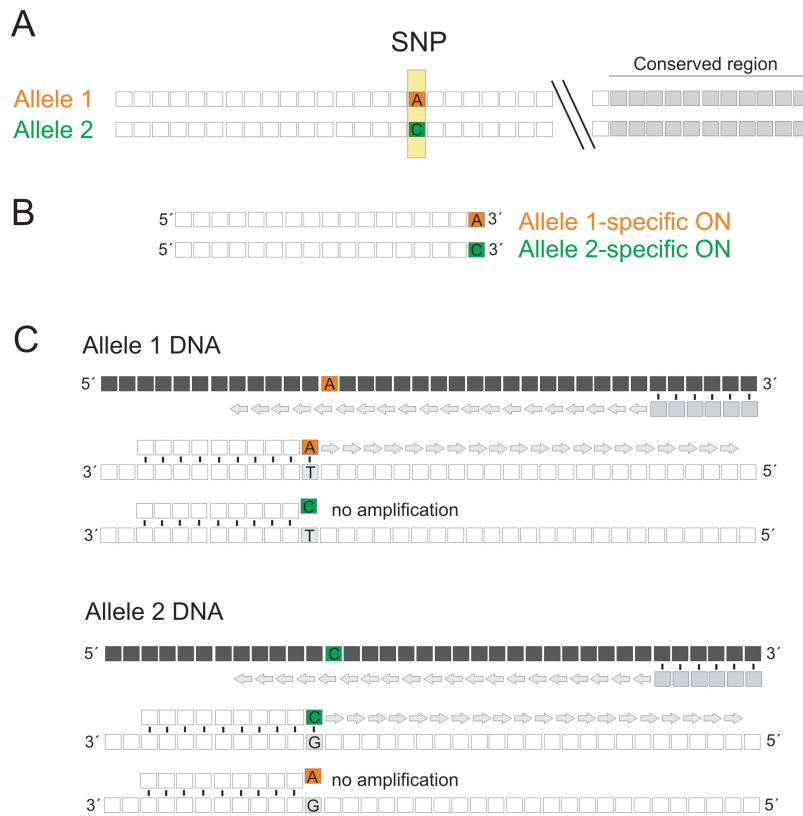 A
SNP
Conserved region
Allele 1
A
Allele 2
C
B
5´ A 3´ Allele 1-specific ON
5´ C 3´ Allele 2-specific ON
C
Allele 1 DNA
5´ A 3´
A
3´ T 5´
C no amplification
3´ T 5´
Allele 2 DNA
5´ C 3´
C
3´ G 5´
A no amplification
3´ G 5´